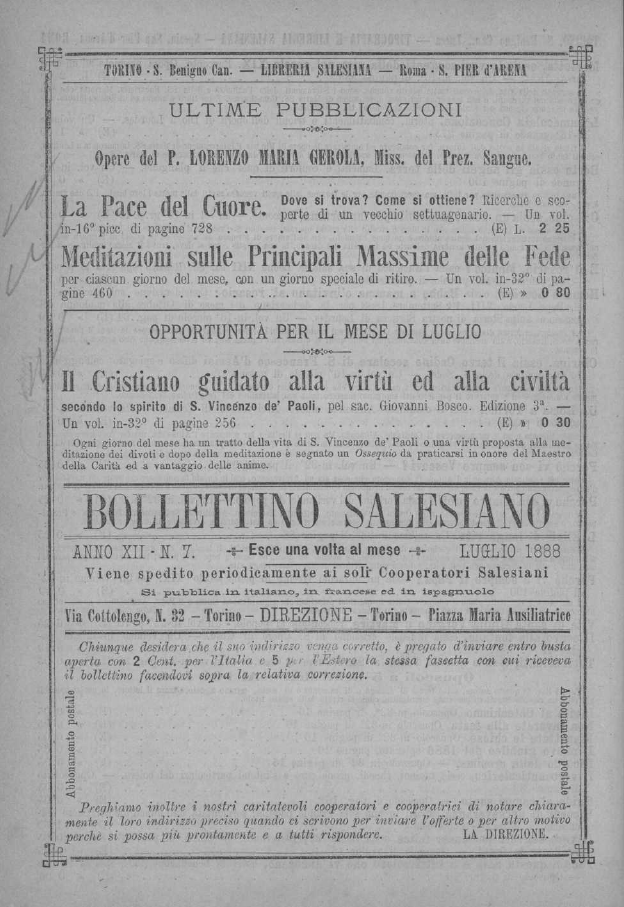 TORINO - S. Benigno Can. — LIBRERIA SALESIANA — Roma - S. PIER d'ARENA
ULTIME PUBBLICAZIONI
Opere del P. LORENZO MARIA GEROLA, Miss. del Prez. Sangue.
La Pace del Cuore. Dove si trova? Come si ottiene? Ricerche e sco-
perte di un vecchio settuagenario. — Un vol.
in-16° picc. di pagine 728 . . . . . . . . . . . . . . . (E) L. 2 25
Meditazioni sulle Principali Massime delle Fede
per ciascun giorno del mese, con un giorno speciale di ritiro. — Un vol. in-32° di pa-
gine 460 . . . . . . . . . . . . . . . . . . . . (E) » 0 80
OPPORTUNITÀ PER IL MESE DI LUGLIO
Il Cristiano guidato alla virtù ed alla civiltà
secondo lo spirito di S. Vincenzo de' Paoli, pel sac. Giovanni Bosco. Edizione 3ª. —
Un vol. in-32° di pagine 256 . . . . . . . . . . . . . (E) » 0 30
Ogni giorno del mese ha un tratto della vita di S. Vincenzo de' Paoli o una virtù proposta alla me-
ditazione dei divoti e dopo della meditazione è segnato un Ossequio da praticarsi in onore del Maestro
della Carità ed a vantaggio delle anime.
BOLLETTINO SALESIANO
ANNO XII - N. 7. Esce una volta al mese LUGLIO 1888
Viene spedito periodicamente ai soli Cooperatori Salesiani
Si pubblica in italiano, in francese ed in ispagnuolo
Via Cottolengo, N. 32 — Torino — DIREZIONE — Torino — Piazza Maria Ausiliatrice
Chiunque desidera che il suo indirizzo venga corretto, è pregato d'inviare entro busta
aperta con 2 Cent. per l'Italia e 5 per l'Estero la stessa fascetta con cui riceveva
il bollettino facendovi sopra la relativa correzione.
Abbonamento postale
Abbonamento postale
Preghiamo inoltre i nostri caritatevoli cooperatori e cooperatrici di notare chiara-
mente il loro indirizzo preciso quando ci scrivono per inviare l'offerte o per altro motivo
perchè si possa più prontamente e a tutti rispondere. LA DIREZIONE.